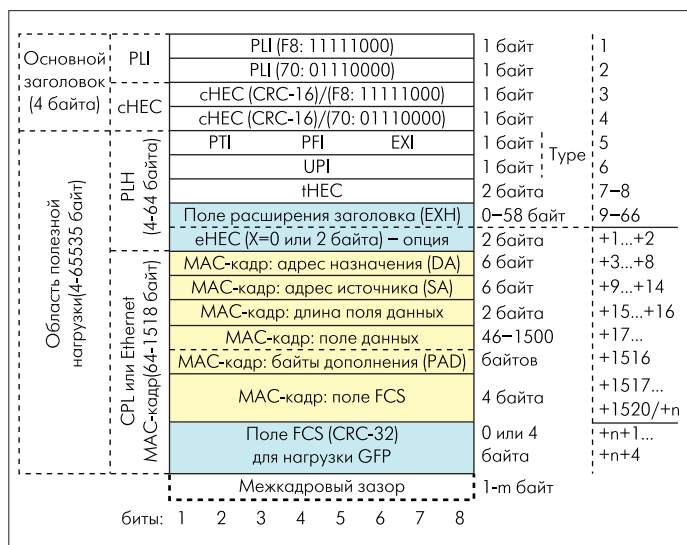 Основной заголовок (4 байта)
PLI
PLI (F8: 11111000) 1 байт 1
PLI (70: 01110000) 1 байт 2
cHEC
cHEC (CRC-16)/(F8: 11111000) 1 байт 3
cHEC (CRC-16)/(70: 01110000) 1 байт 4
Область полезной нагрузки(4-65535 байт)
PLH (4-64 байта)
PTI PFI EXI 1 байт Type 5
UPI 1 байт 6
tHEC 2 байта 7–8
Поле расширения заголовка (EXH) 0–58 байт 9–66
eHEC (X=0 или 2 байта) – опция 2 байта +1...+2
CPL или Ethernet MAC-кадр(64-1518 байт)
MAC-кадр: адрес назначения (DA) 6 байт +3...+8
MAC-кадр: адрес источника (SA) 6 байт +9...+14
MAC-кадр: длина поля данных 2 байта +15...+16
MAC-кадр: поле данных 46–1500 +17...
MAC-кадр: байты дополнения (PAD) байтов +1516
MAC-кадр: поле FCS 4 байта +1517...
+1520/+n
Поле FCS (CRC-32) 0 или 4 +n+1...
для нагрузки GFP байта +n+4
Межкадровый зазор 1-m байт
биты: 1 2 3 4 5 6 7 8